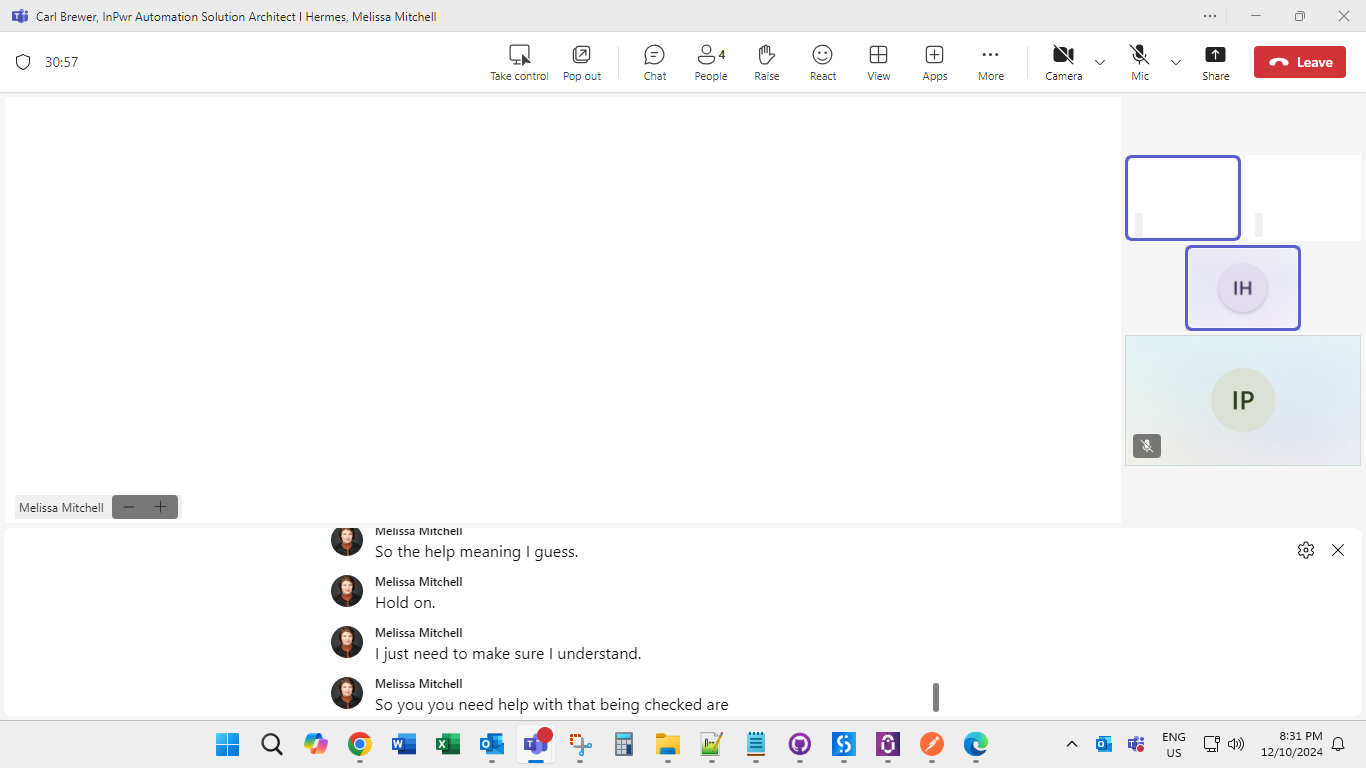 Carl Brewer, InPwr Automation Solution Architect I Hermes, Melissa Mitchell
30:57
Take control
Pop out
Chat
4
People
Raise
React
View
Apps
More
Camera
Mic
Share
Leave
IH
IP
Melissa Mitchell
Melissa Mitchell
So the help meaning I guess.
Melissa Mitchell
Hold on.
Melissa Mitchell
I just need to make sure I understand.
Melissa Mitchell
So you you need help with that being checked are
ENG
US
8:31 PM
12/10/2024